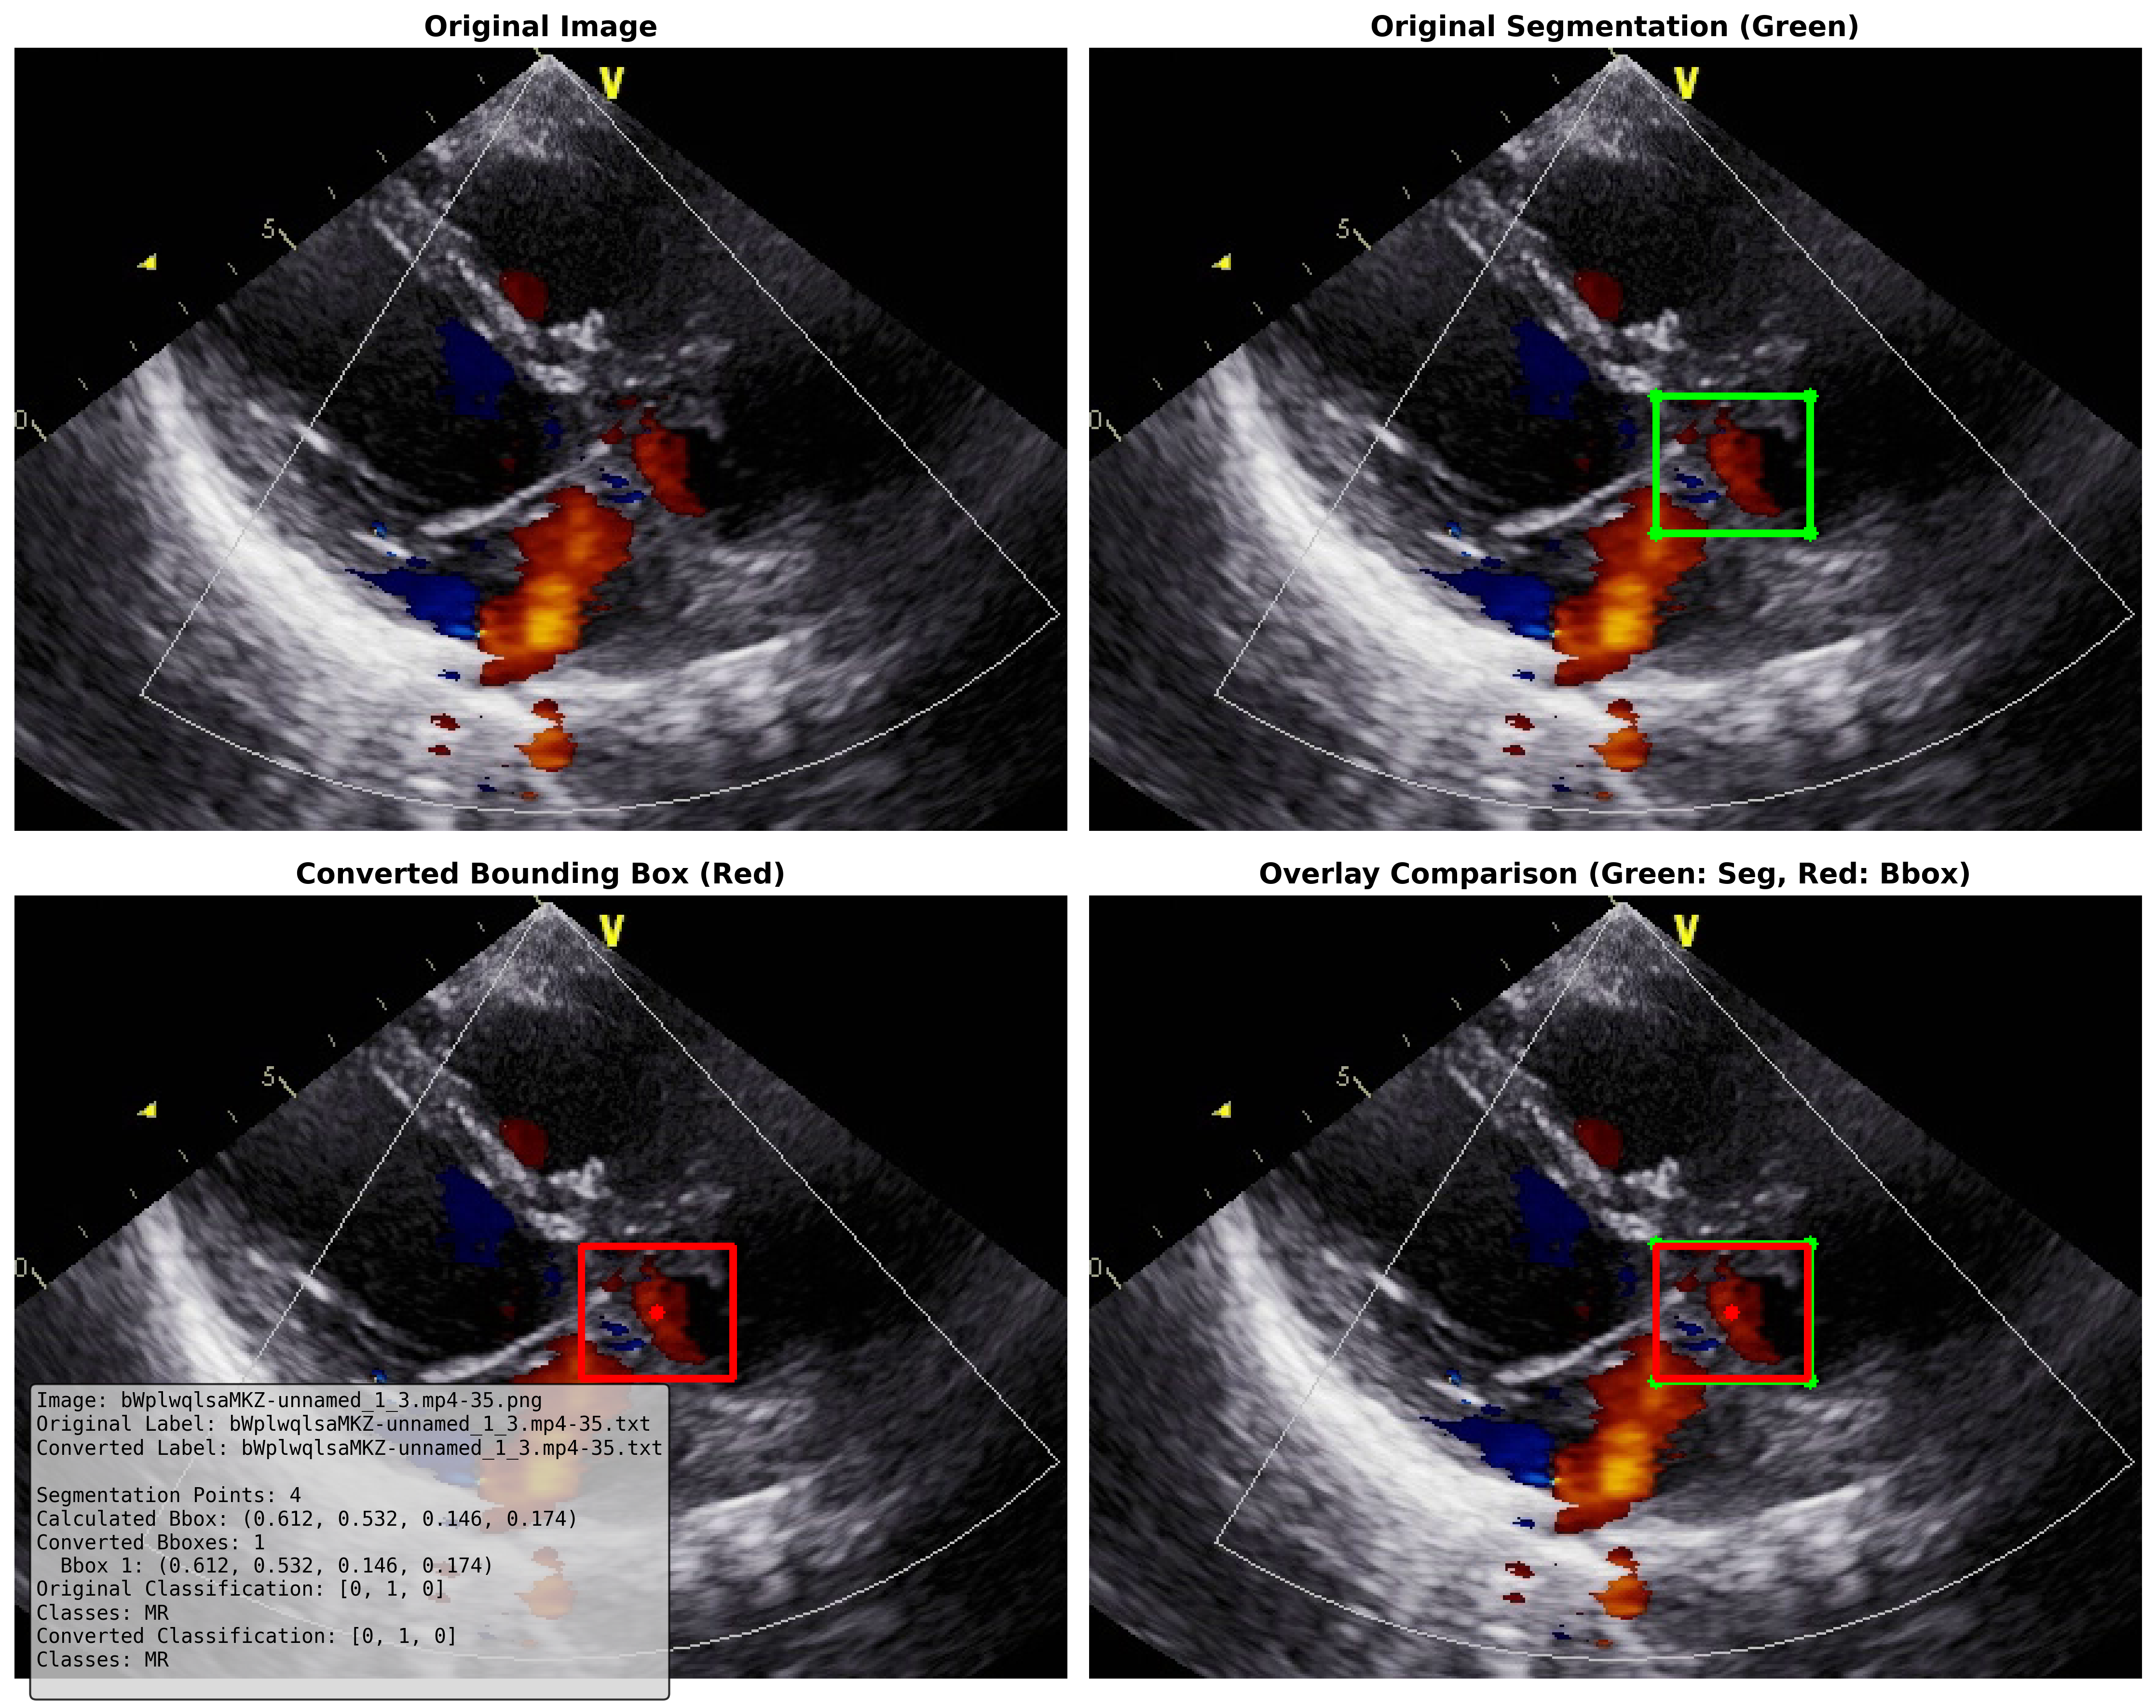 Original Image
Original Segmentation (Green)
V
5
0
V
5
0
Converted Bounding Box (Red)
Overlay Comparison (Green: Seg, Red: Bbox)
V
5
0
V
5
0
Image: bWplwqlsaMKZ-unnamed_1_3.mp4-35.png
Original Label: bWplwqlsaMKZ-unnamed_1_3.mp4-35.txt
Converted Label: bWplwqlsaMKZ-unnamed_1_3.mp4-35.txt
Segmentation Points: 4
Calculated Bbox: (0.612, 0.532, 0.146, 0.174)
Converted Bboxes: 1
Bbox 1: (0.612, 0.532, 0.146, 0.174)
Original Classification: [0, 1, 0]
Classes: MR
Converted Classification: [0, 1, 0]
Classes: MR